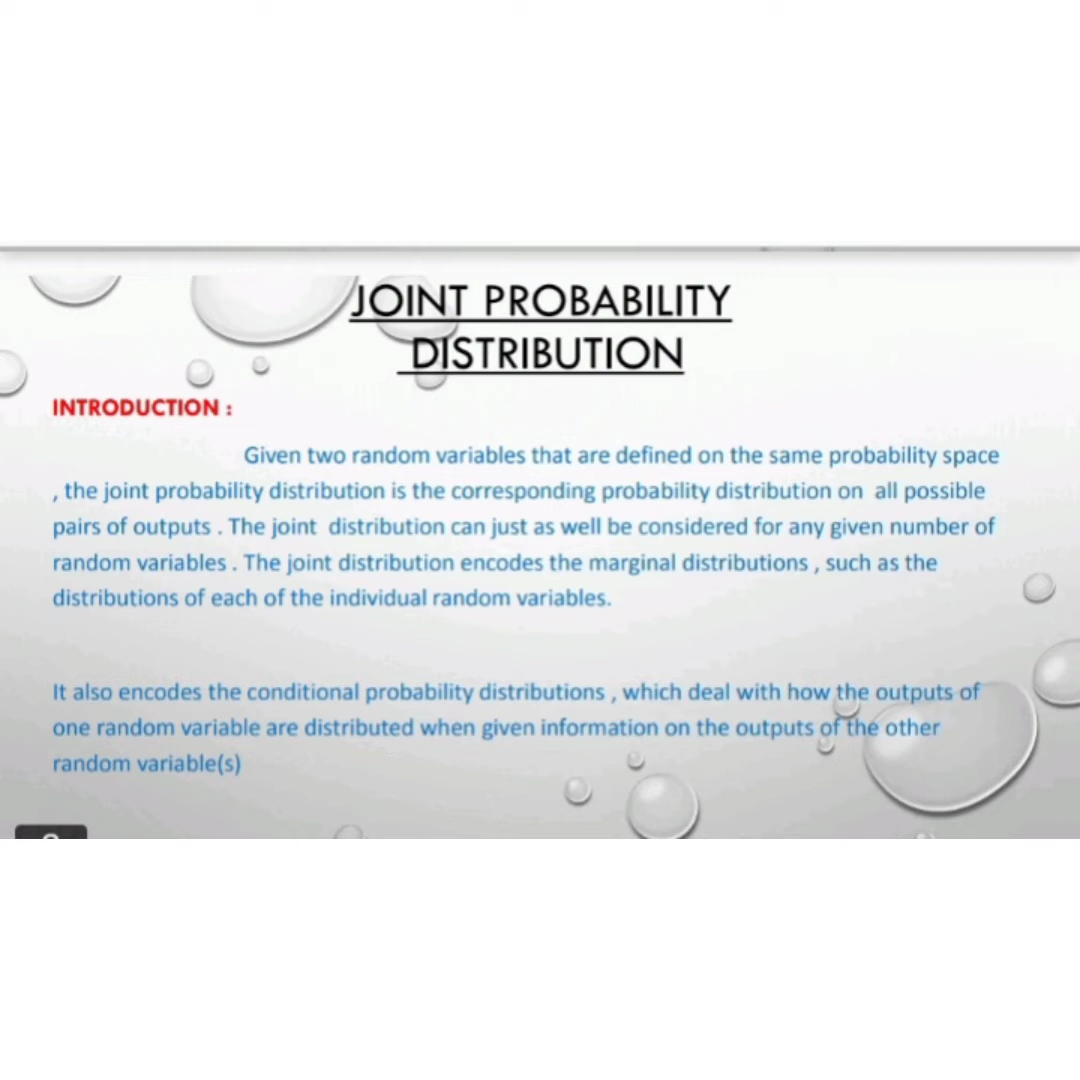 JOINT PROBABILITY
DISTRIBUTION
INTRODUCTION :
Given two random variables that are defined on the same probability space
, the joint probability distribution is the corresponding probability distribution on all possible
pairs of outputs . The joint distribution can just as well be considered for any given number of
random variables . The joint distribution encodes the marginal distributions , such as the
distributions of each of the individual random variables.
It also encodes the conditional probability distributions , which deal with how the outputs of
one random variable are distributed when given information on the outputs of the other
random variable(s)